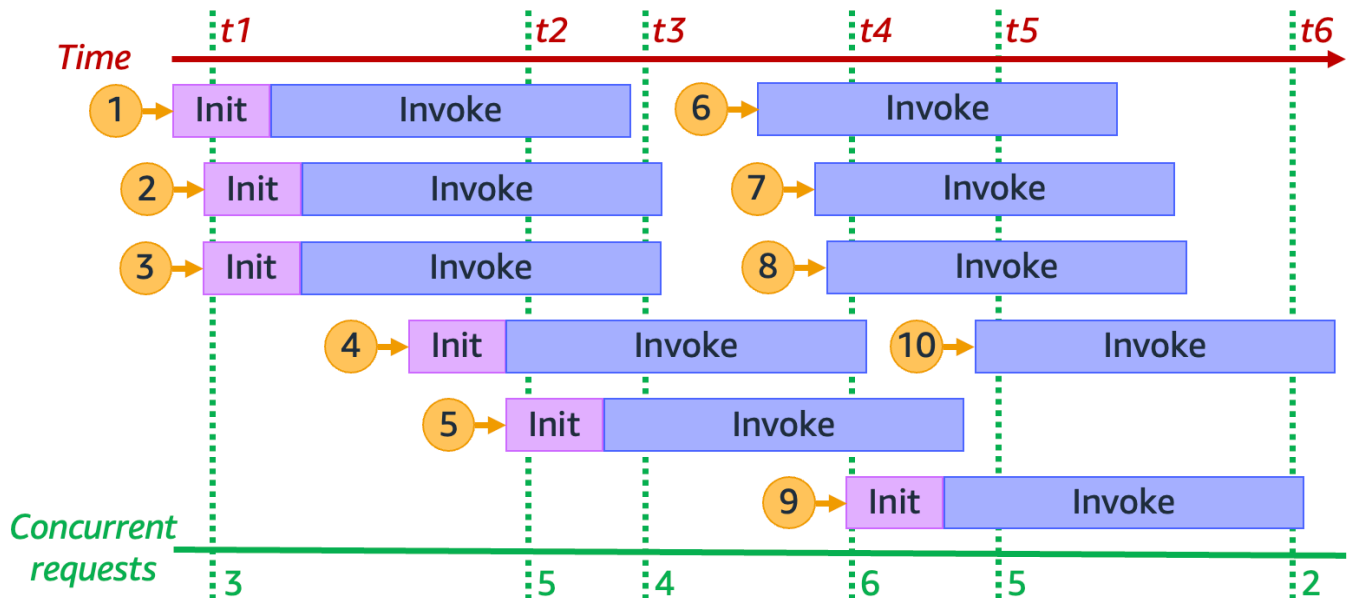 t1 t2 t3 t4 t5 t6
Time
1 Init Invoke 6 Invoke
2 Init Invoke 7 Invoke
3 Init Invoke 8 Invoke
4 Init Invoke 10 Invoke
5 Init Invoke
9 Init Invoke
Concurrent
requests
3 5 4 6 5 2